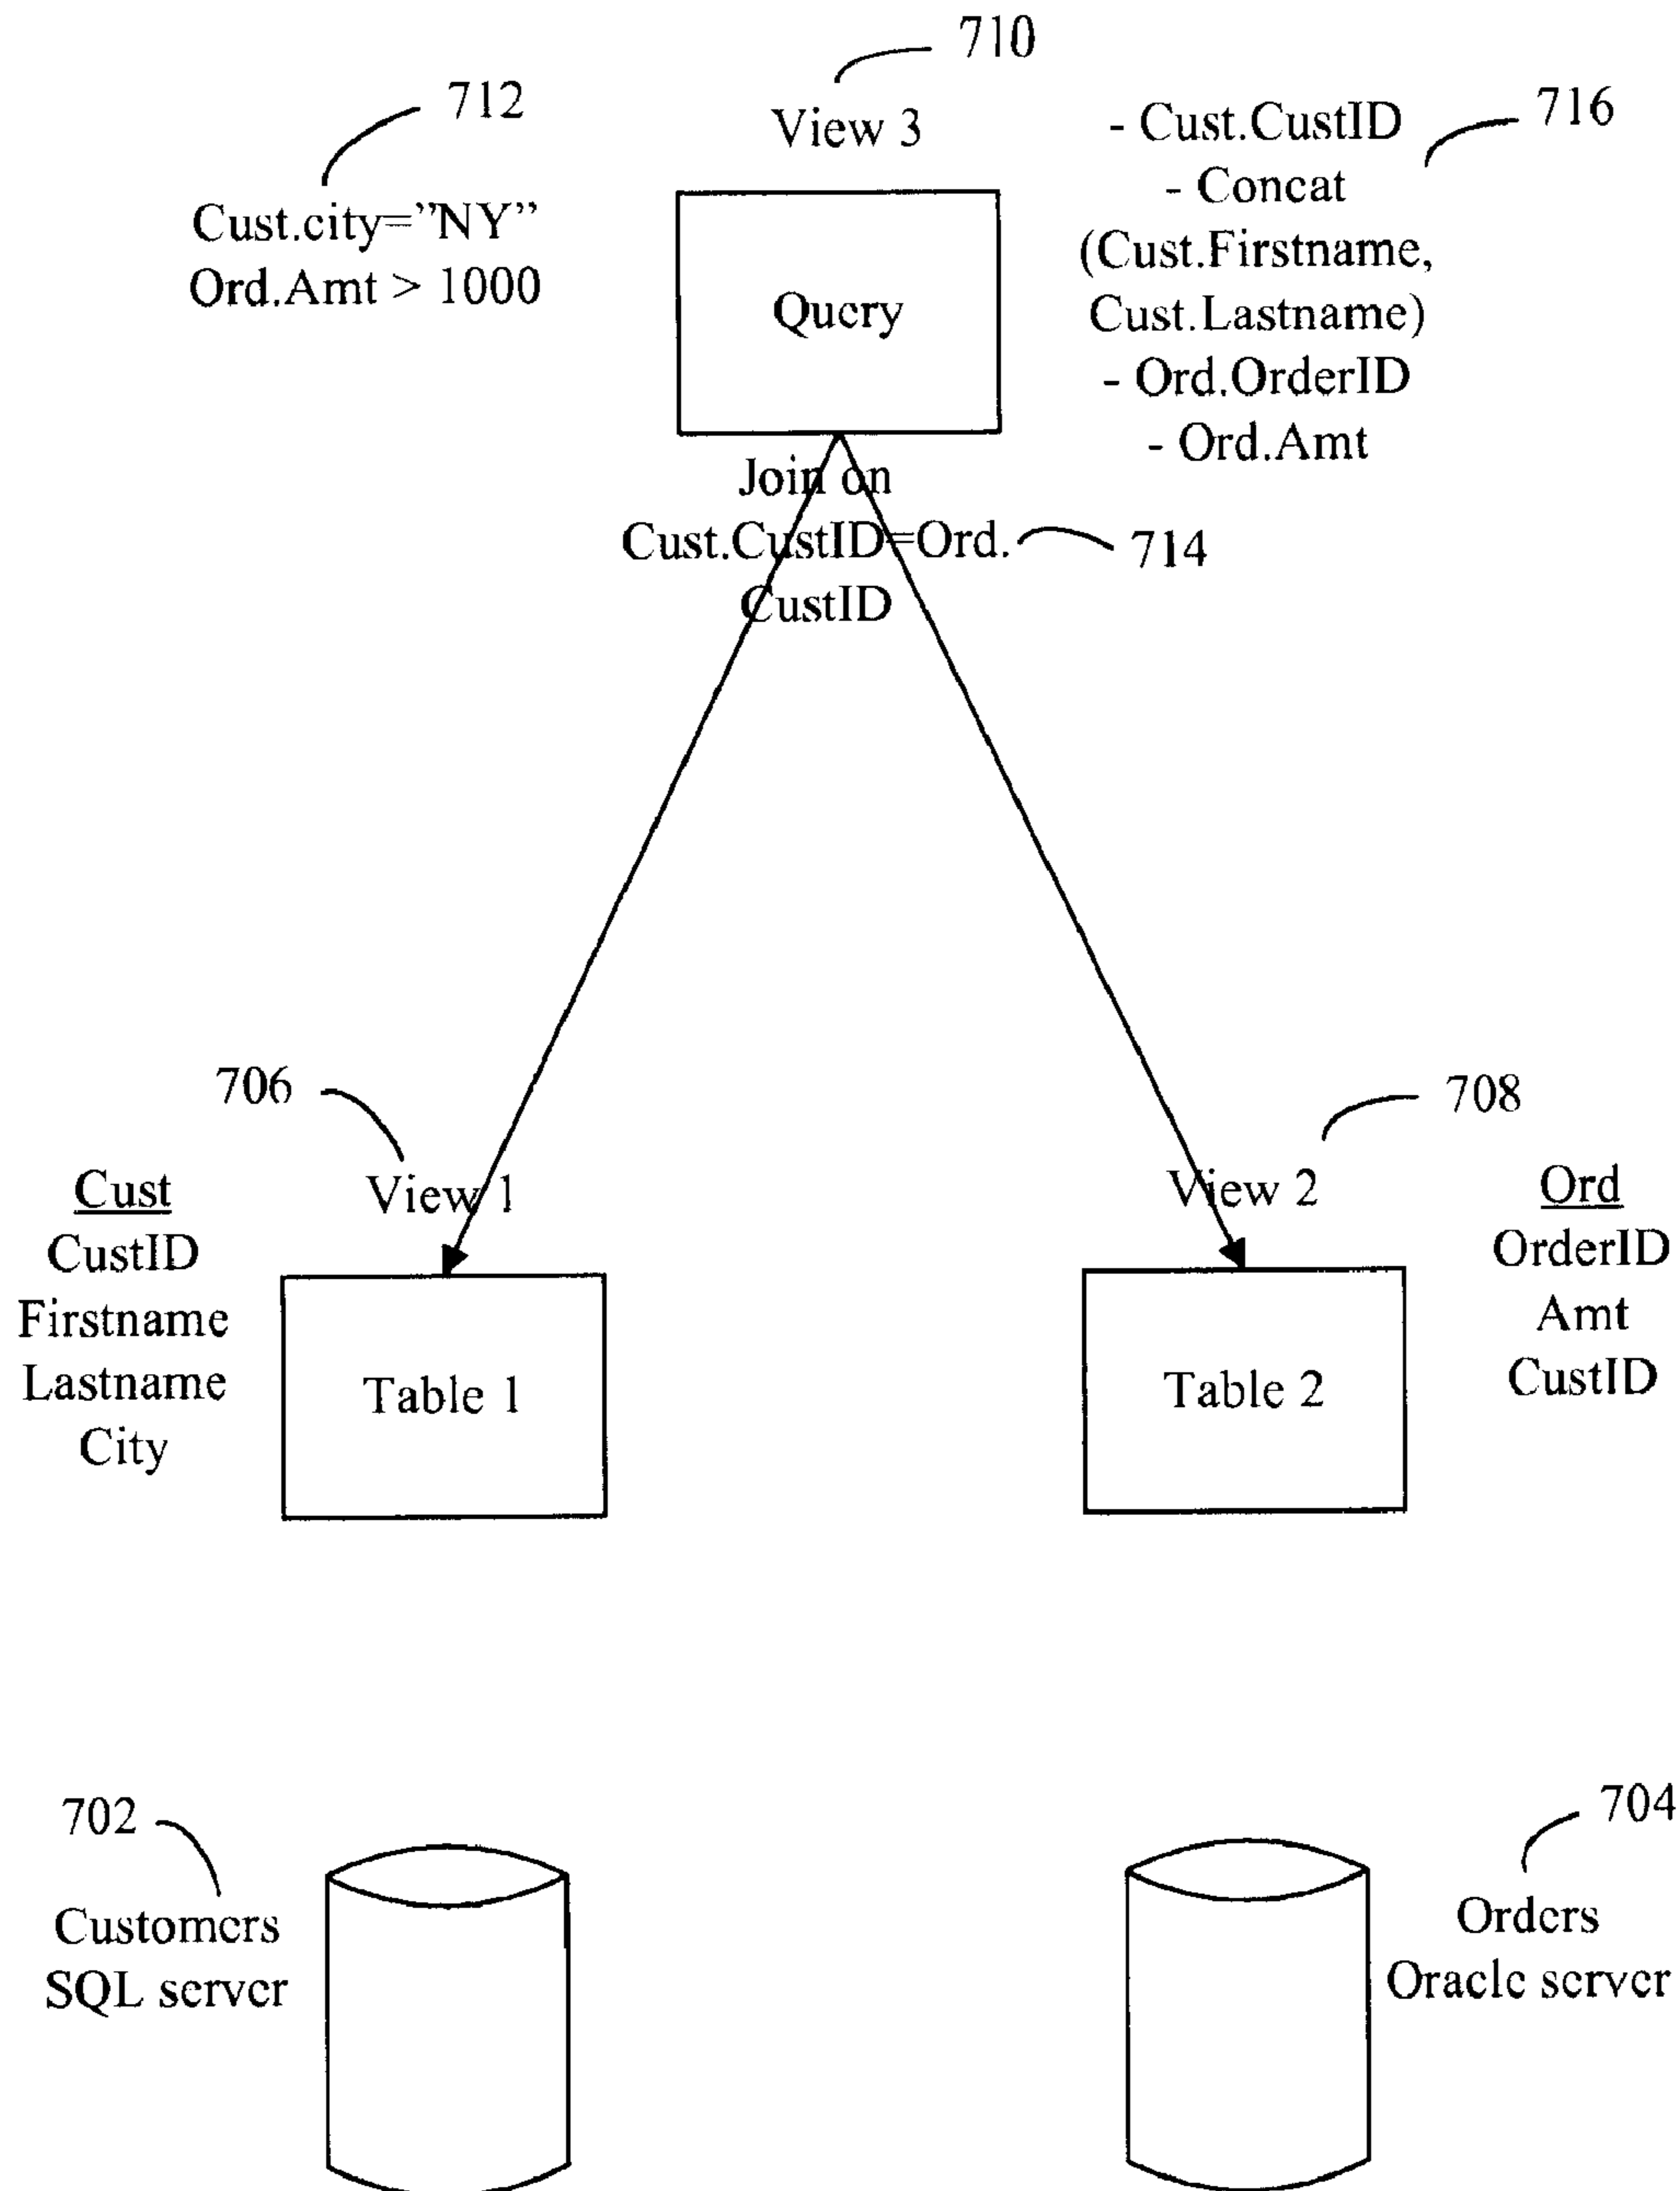 710
712
View 3
- Cust.CustID
716
- Concat
Cust.city=”NY”
(Cust.Firstname,
Ord.Amt > 1000
Query
Cust.Lastname)
- Ord.OrderID
- Ord.Amt
Join on
Cust.CustID=Ord.
714
CustID
706
708
Cust
View 1
View 2
Ord
CustID
OrderID
Firstname
Amt
Lastname
Table 1
Table 2
CustID
City
702
704
Customers
Orders
SQL server
Oracle server